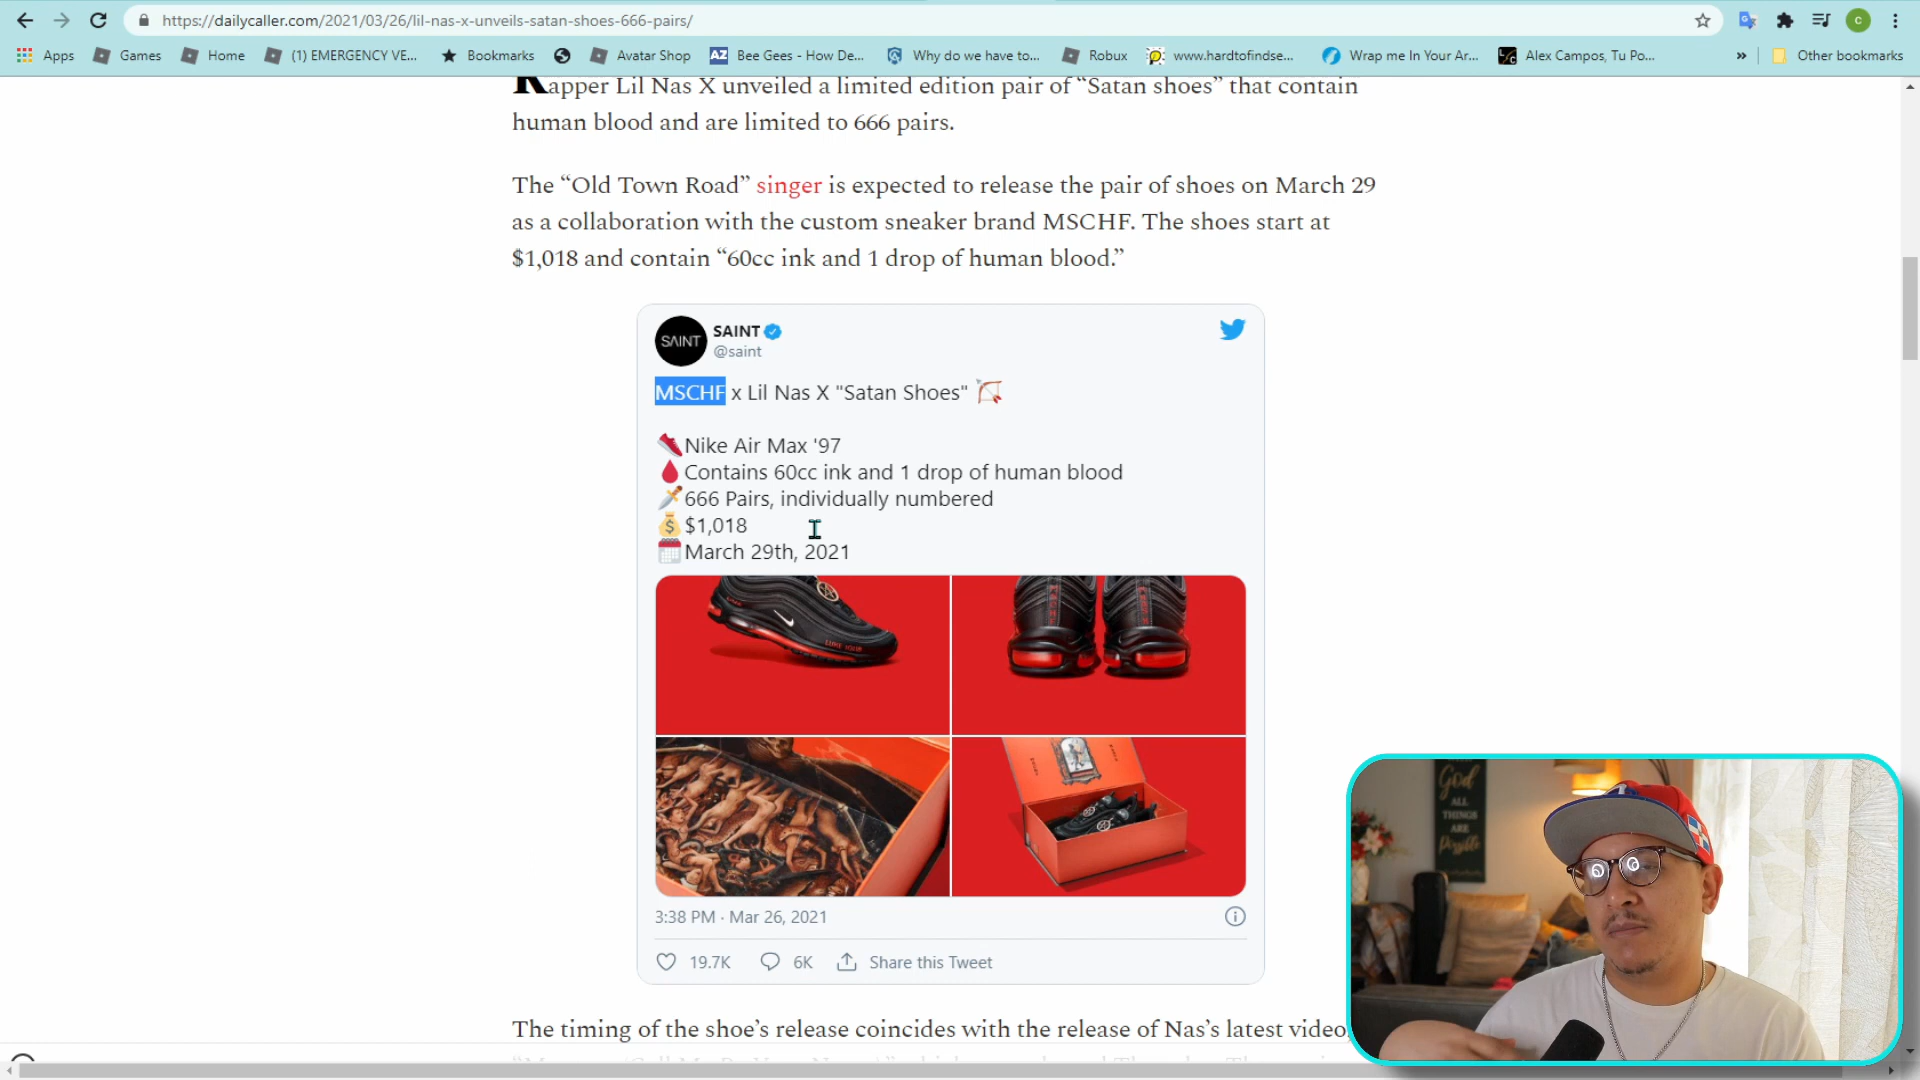 https://dailycaller.com/2021/03/26/lil-nas-x-unveils-satan-shoes-666-pairs/
C
Apps Games Home (1) EMERGENCY VE... Bookmarks Avatar Shop AZ Bee Gees - How De... Why do we have to... Robux www.hardtofindse... Wrap me In Your Ar... Alex Campos, Tu Po... » Other bookmarks
Rapper Lil Nas X unveiled a limited edition pair of “Satan shoes” that contain
human blood and are limited to 666 pairs.
The “Old Town Road” singer is expected to release the pair of shoes on March 29
as a collaboration with the custom sneaker brand MSCHF. The shoes start at
$1,018 and contain “60cc ink and 1 drop of human blood.”
SAINT
SAINT
@saint
MSCHF x Lil Nas X "Satan Shoes" 🏹
👟Nike Air Max '97
🩸Contains 60cc ink and 1 drop of human blood
🗡️666 Pairs, individually numbered
💰$1,018
🗓️March 29th, 2021
3:38 PM · Mar 26, 2021
19.7K 6K Share this Tweet
The timing of the shoe’s release coincides with the release of Nas’s latest video,
God
ALL
THINGS
ARE
Possible